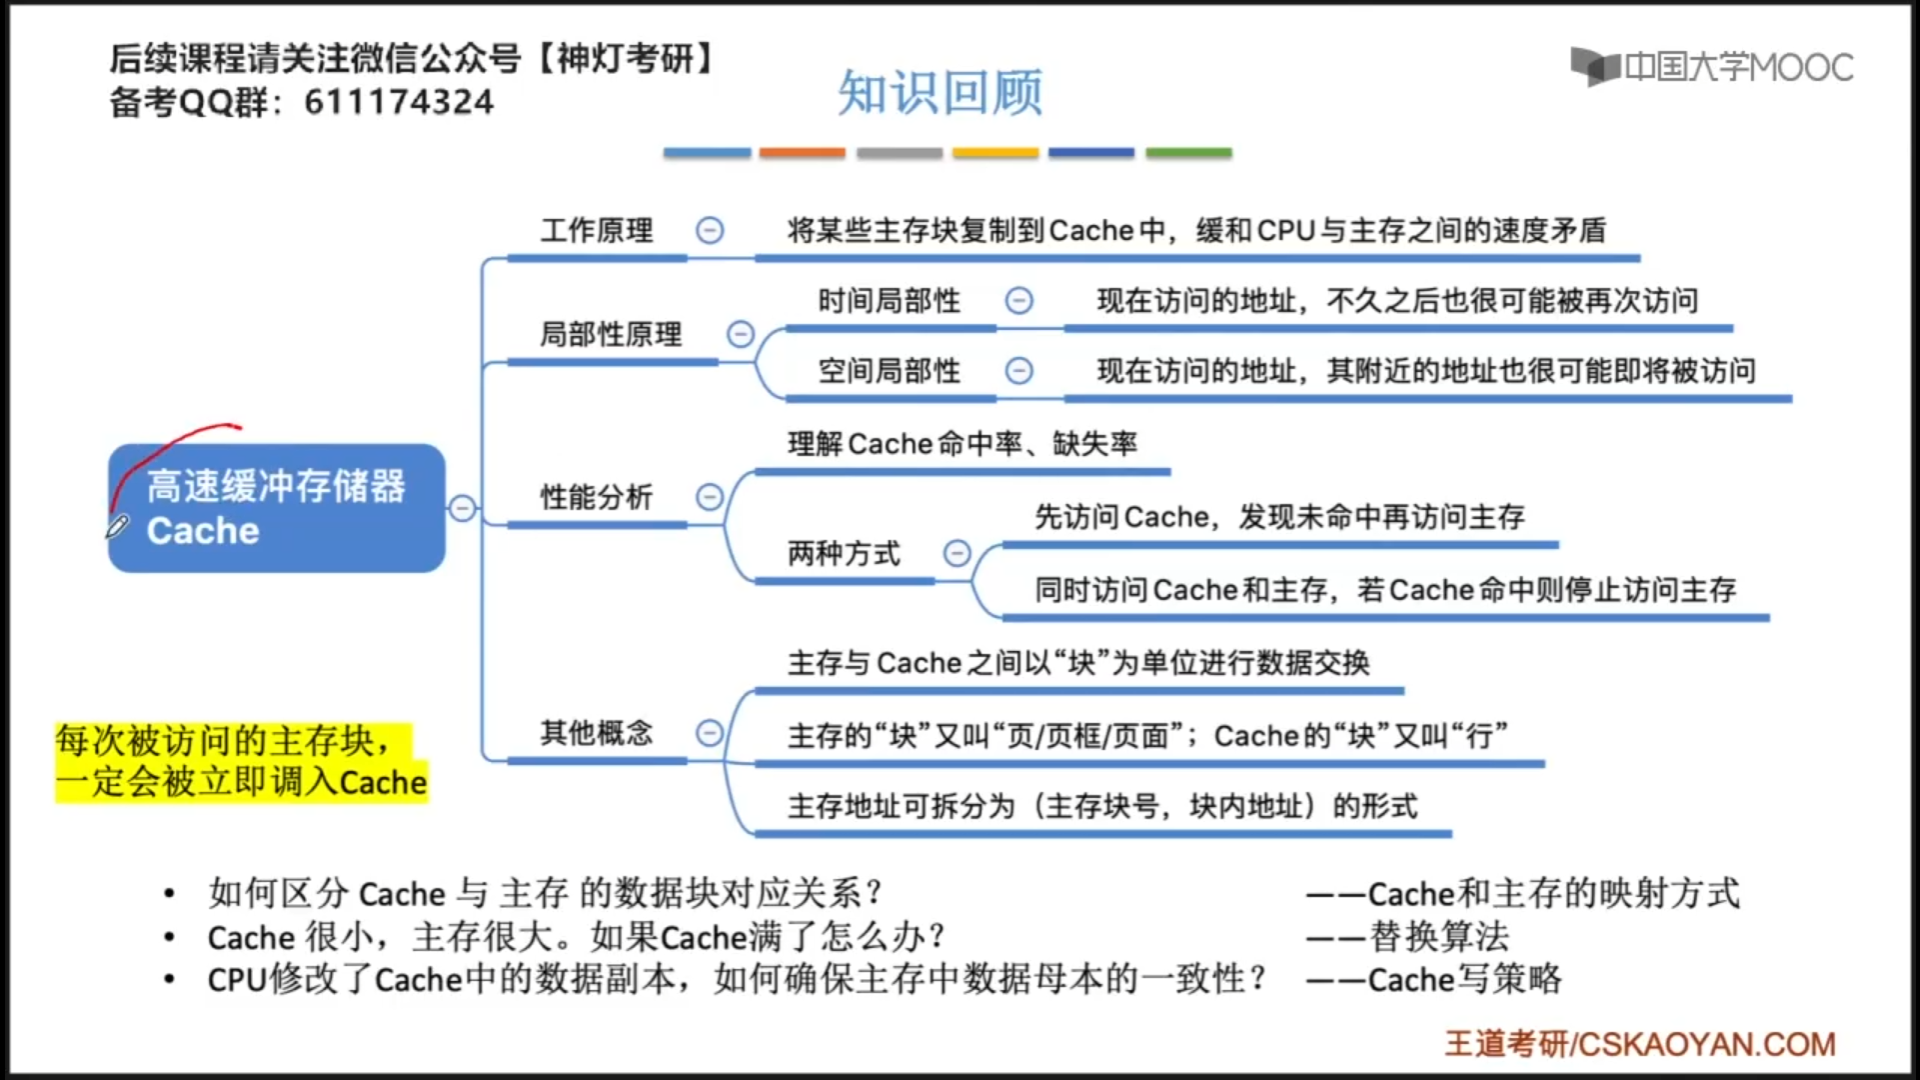 后续课程请关注微信公众号【神灯考研】
备考QQ群：611174324
中国大学MOOC
知识回顾
高速缓冲存储器
Cache
工作原理
将某些主存块复制到Cache中，缓和CPU与主存之间的速度矛盾
局部性原理
时间局部性
现在访问的地址，不久之后也很可能被再次访问
空间局部性
现在访问的地址，其附近的地址也很可能即将被访问
性能分析
理解Cache命中率、缺失率
两种方式
先访问Cache，发现未命中再访问主存
同时访问Cache和主存，若Cache命中则停止访问主存
其他概念
主存与Cache之间以“块”为单位进行数据交换
主存的“块”又叫“页/页框/页面”；Cache的“块”又叫“行”
主存地址可拆分为（主存块号，块内地址）的形式
每次被访问的主存块，
一定会被立即调入Cache
• 如何区分 Cache 与 主存 的数据块对应关系？ ——Cache和主存的映射方式
• Cache 很小，主存很大。如果Cache满了怎么办？ ——替换算法
• CPU修改了Cache中的数据副本，如何确保主存中数据母本的一致性？ ——Cache写策略
王道考研/CSKAOYAN.COM